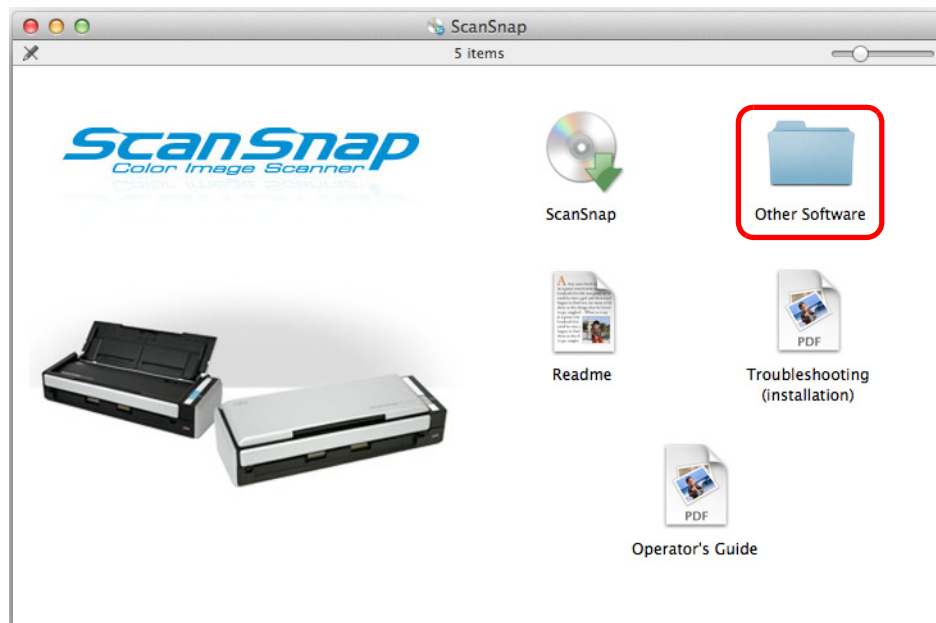 ScanSnap
5 items
ScanSnap
Color Image Scanner
ScanSnap
Other Software
Readme
PDF
Troubleshooting
(installation)
PDF
Operator's Guide